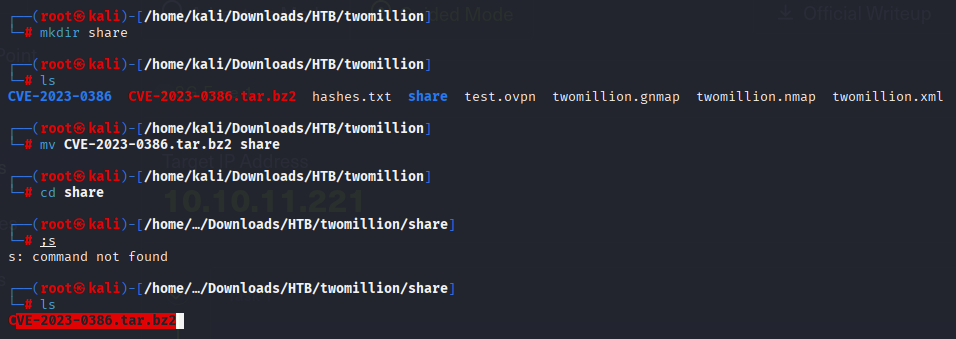 ┌──(root㉿kali)-[/home/kali/Downloads/HTB/twomillion]
└─# mkdir share
┌──(root㉿kali)-[/home/kali/Downloads/HTB/twomillion]
└─# ls
CVE-2023-0386  CVE-2023-0386.tar.bz2  hashes.txt  share  test.ovpn  twomillion.gnmap  twomillion.nmap  twomillion.xml
┌──(root㉿kali)-[/home/kali/Downloads/HTB/twomillion]
└─# mv CVE-2023-0386.tar.bz2 share
Target IP Address
┌──(root㉿kali)-[/home/kali/Downloads/HTB/twomillion]
└─# cd share
10.10.11.221
┌──(root㉿kali)-[/home/…/Downloads/HTB/twomillion/share]
└─# ;s
s: command not found
┌──(root㉿kali)-[/home/…/Downloads/HTB/twomillion/share]
└─# ls
CVE-2023-0386.tar.bz2
Official Writeup